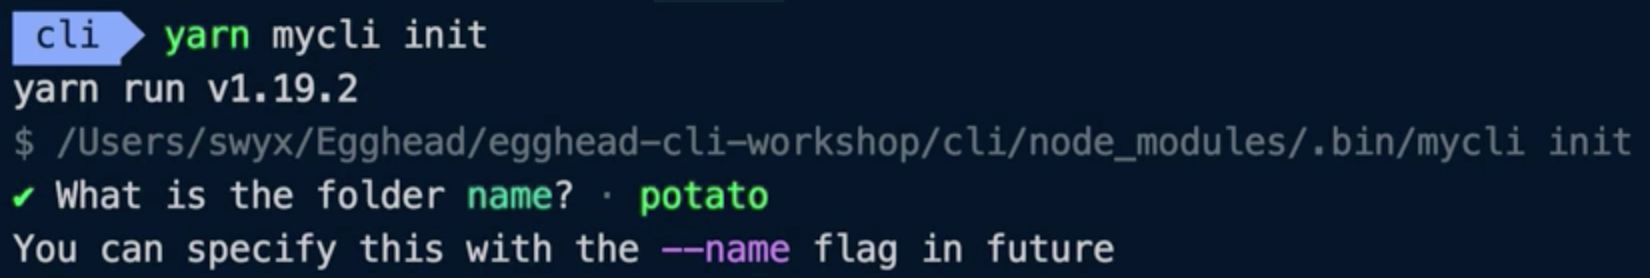 cli yarn mycli init
yarn run v1.19.2
$ /Users/swyx/Egghead/egghead-cli-workshop/cli/node_modules/.bin/mycli init
✔ What is the folder name? · potato
You can specify this with the --name flag in future